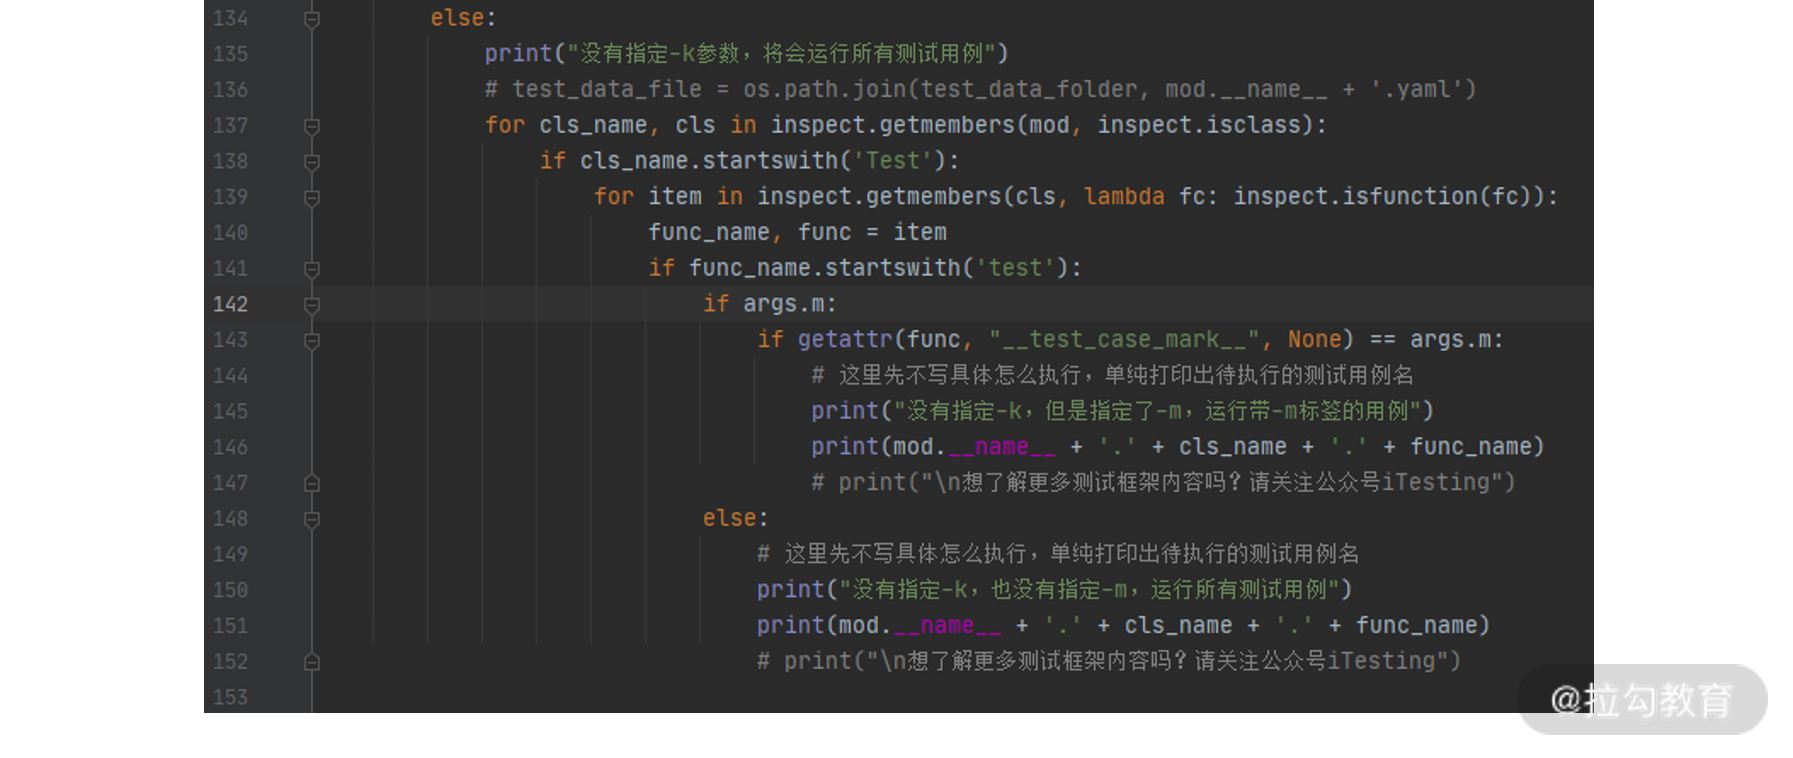 134 else:
135 print("没有指定-k参数，将会运行所有测试用例")
136 # test_data_file = os.path.join(test_data_folder, mod.__name__ + '.yaml')
137 for cls_name, cls in inspect.getmembers(mod, inspect.isclass):
138 if cls_name.startswith('Test'):
139 for item in inspect.getmembers(cls, lambda fc: inspect.isfunction(fc)):
140 func_name, func = item
141 if func_name.startswith('test'):
142 if args.m:
143 if getattr(func, "__test_case_mark__", None) == args.m:
144 # 这里先不写具体怎么执行，单纯打印出待执行的测试用例名
145 print("没有指定-k，但是指定了-m，运行带-m标签的用例")
146 print(mod.__name__ + '.' + cls_name + '.' + func_name)
147 # print("\n想了解更多测试框架内容吗？请关注公众号iTesting")
148 else:
149 # 这里先不写具体怎么执行，单纯打印出待执行的测试用例名
150 print("没有指定-k，也没有指定-m，运行所有测试用例")
151 print(mod.__name__ + '.' + cls_name + '.' + func_name)
152 # print("\n想了解更多测试框架内容吗？请关注公众号iTesting")
153
@拉勾教育